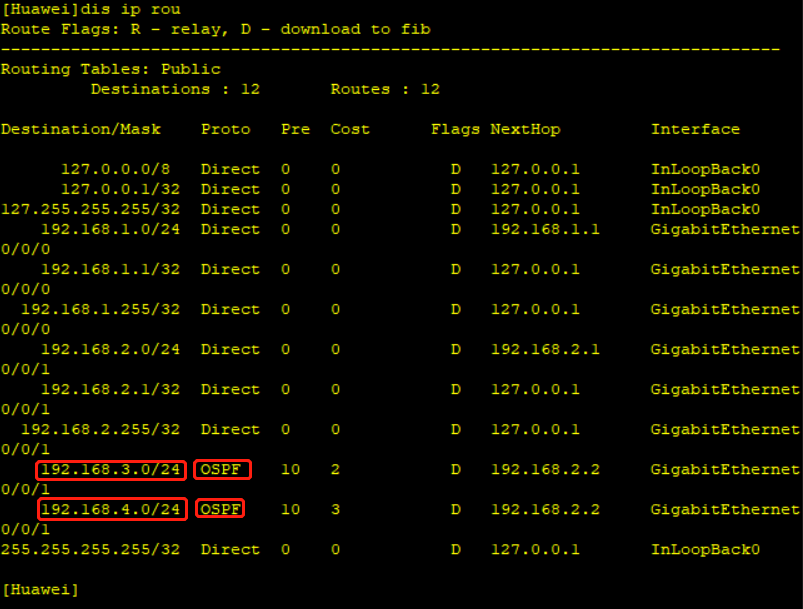 [Huawei]dis ip rou
Route Flags: R - relay, D - download to fib
------------------------------------------------------------------------------
Routing Tables: Public
         Destinations : 12       Routes : 12

Destination/Mask    Proto   Pre  Cost      Flags NextHop         Interface

      127.0.0.0/8   Direct  0    0           D   127.0.0.1       InLoopBack0
      127.0.0.1/32  Direct  0    0           D   127.0.0.1       InLoopBack0
127.255.255.255/32  Direct  0    0           D   127.0.0.1       InLoopBack0
    192.168.1.0/24  Direct  0    0           D   192.168.1.1     GigabitEthernet
0/0/0
    192.168.1.1/32  Direct  0    0           D   127.0.0.1       GigabitEthernet
0/0/0
  192.168.1.255/32  Direct  0    0           D   127.0.0.1       GigabitEthernet
0/0/0
    192.168.2.0/24  Direct  0    0           D   192.168.2.1     GigabitEthernet
0/0/1
    192.168.2.1/32  Direct  0    0           D   127.0.0.1       GigabitEthernet
0/0/1
  192.168.2.255/32  Direct  0    0           D   127.0.0.1       GigabitEthernet
0/0/1
    192.168.3.0/24  OSPF    10   2           D   192.168.2.2     GigabitEthernet
0/0/1
    192.168.4.0/24  OSPF    10   3           D   192.168.2.2     GigabitEthernet
0/0/1
255.255.255.255/32  Direct  0    0           D   127.0.0.1       InLoopBack0

[Huawei]